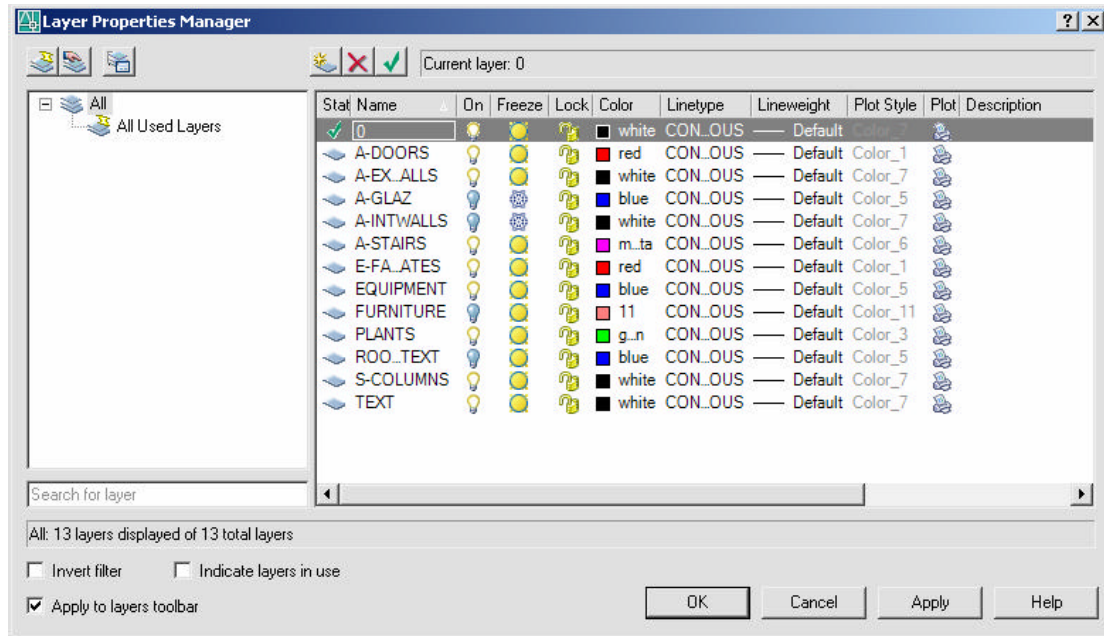 Layer Properties Manager
Current layer: 0
All
All Used Layers
Stat Name On Freeze Lock Color Linetype Lineweight Plot Style Plot Description
0 white CON...OUS Default Color_7
A-DOORS red CON...OUS Default Color_1
A-EX...ALLS white CON...OUS Default Color_7
A-GLAZ blue CON...OUS Default Color_5
A-INTWALLS white CON...OUS Default Color_7
A-STAIRS m...ta CON...OUS Default Color_6
E-FA...ATES red CON...OUS Default Color_1
EQUIPMENT blue CON...OUS Default Color_5
FURNITURE 11 CON...OUS Default Color_11
PLANTS g...n CON...OUS Default Color_3
ROO...TEXT blue CON...OUS Default Color_5
S-COLUMNS white CON...OUS Default Color_7
TEXT white CON...OUS Default Color_7
Search for layer
All: 13 layers displayed of 13 total layers
Invert filter Indicate layers in use
Apply to layers toolbar
OK Cancel Apply Help